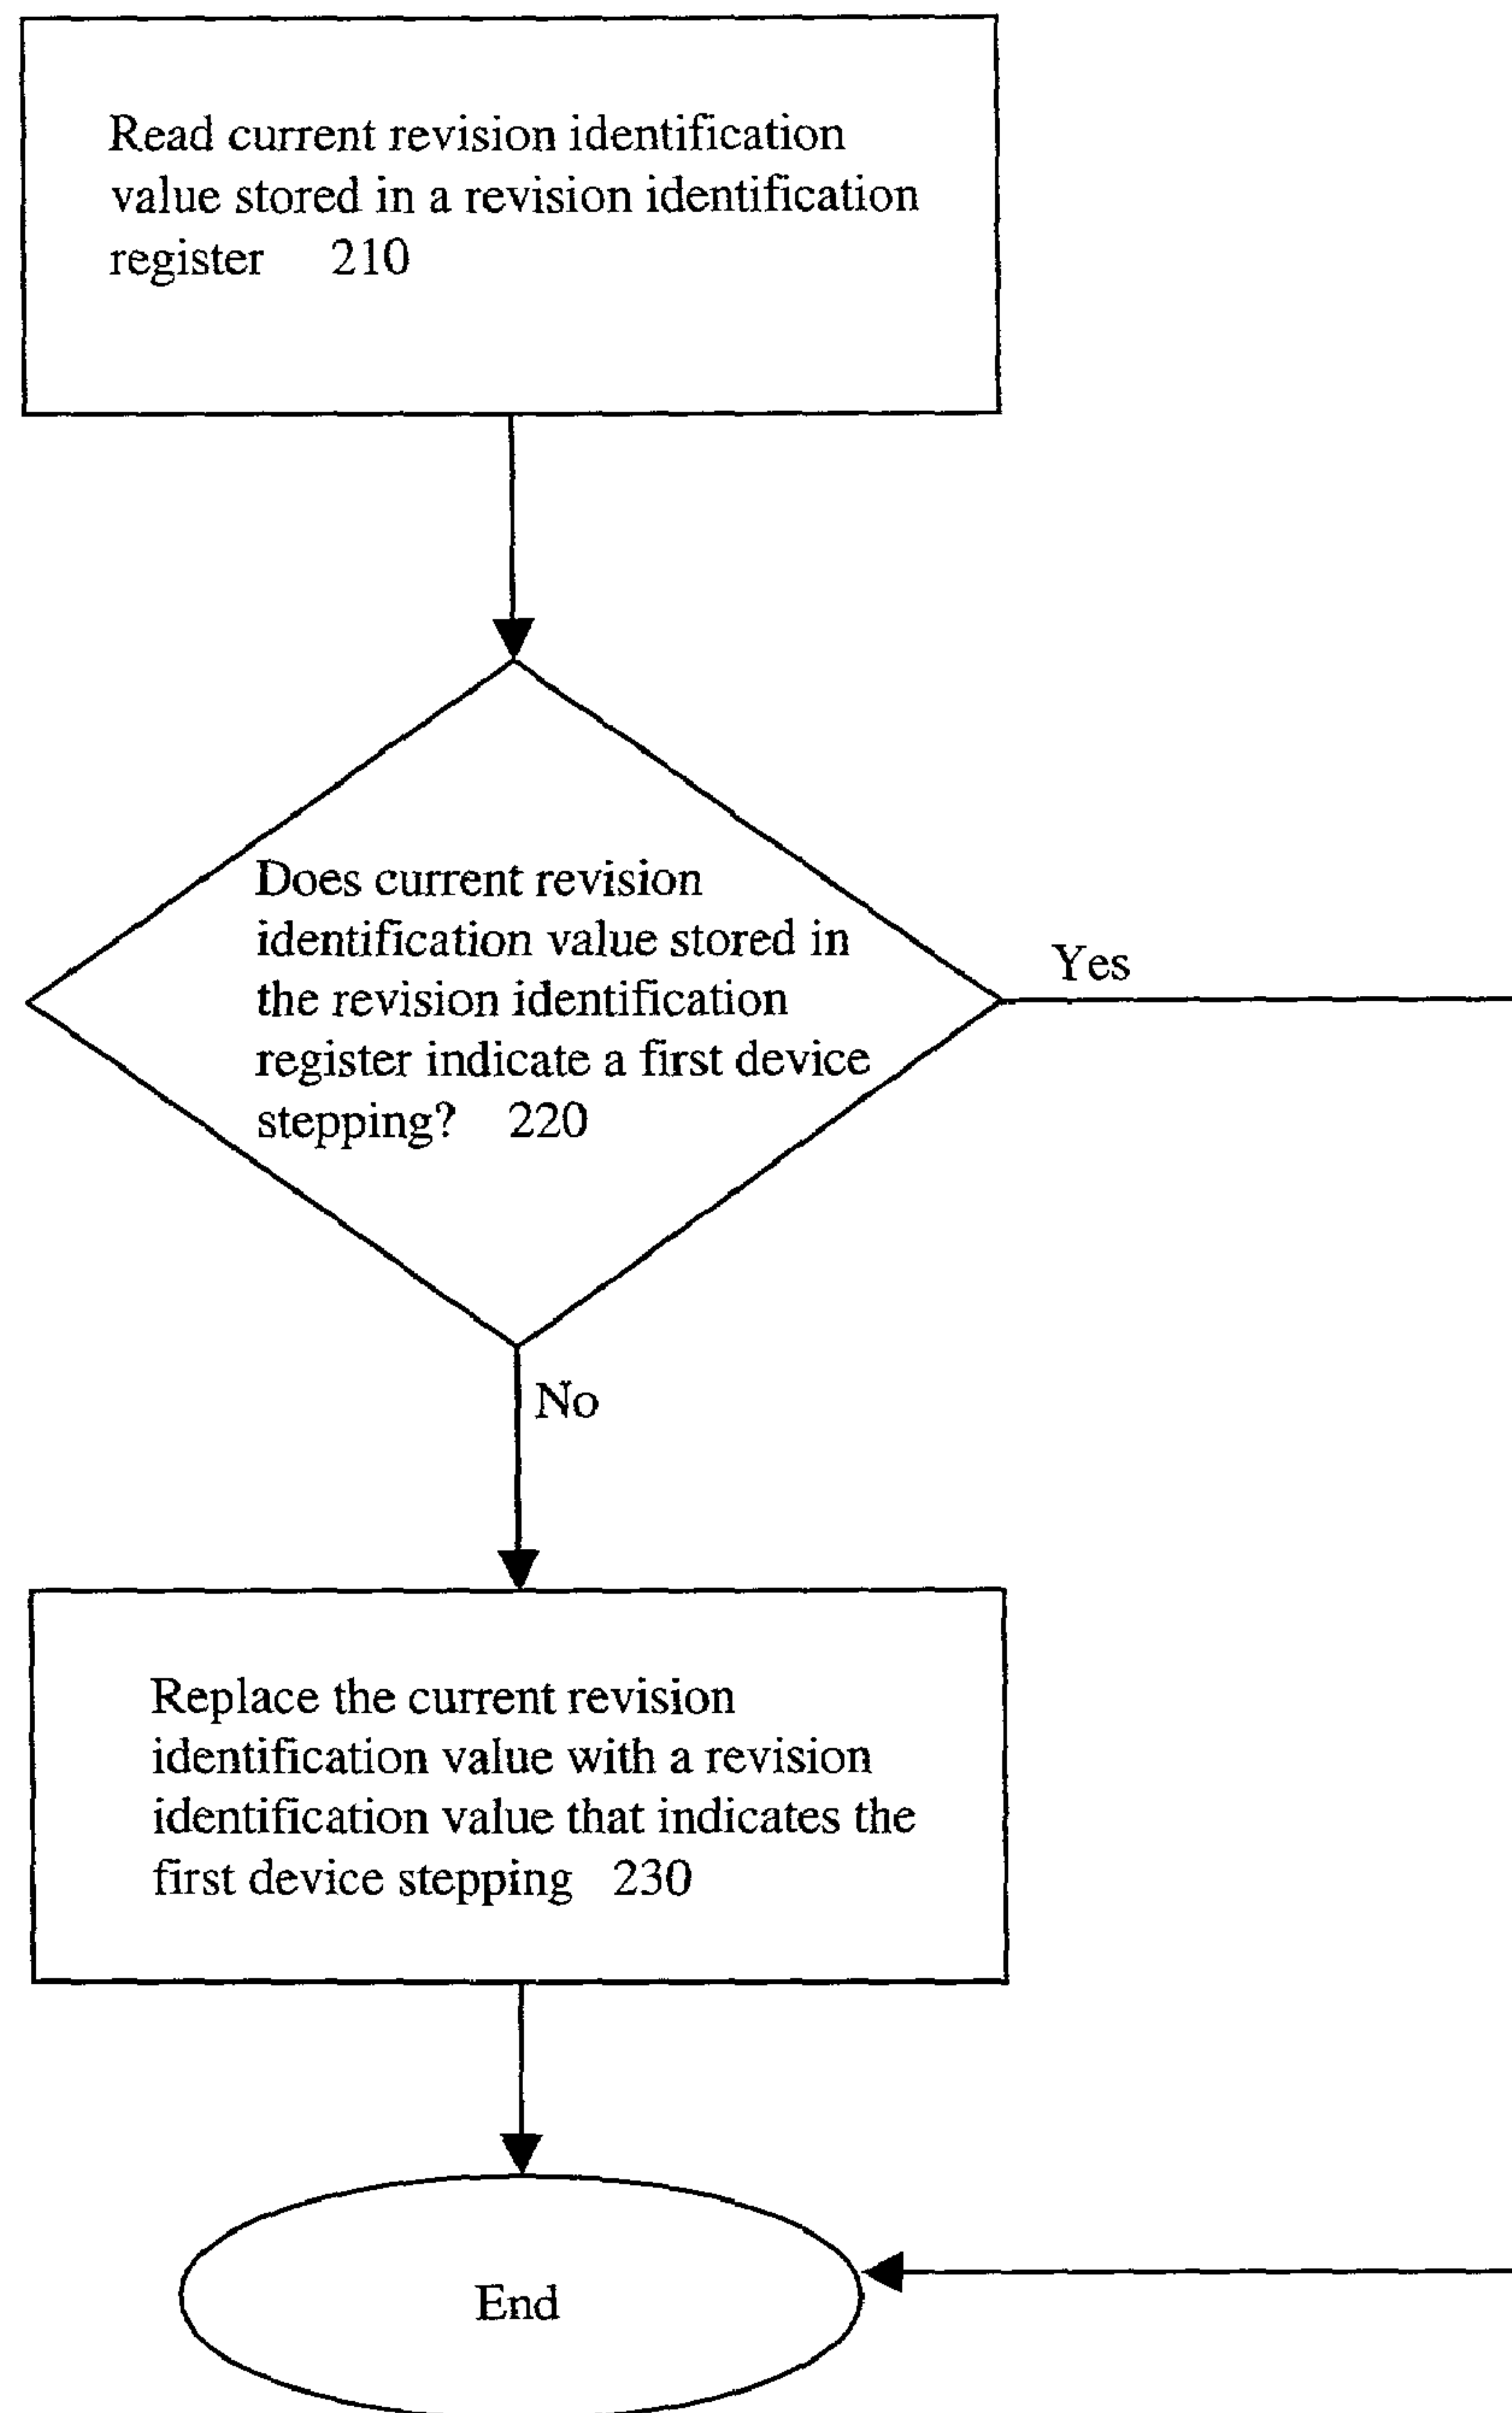 Read current revision identification
value stored in a revision identification
register 210
Does current revision
identification value stored in
the revision identification
register indicate a first device
stepping? 220
Yes
No
Replace the current revision
identification value with a revision
identification value that indicates the
first device stepping 230
End